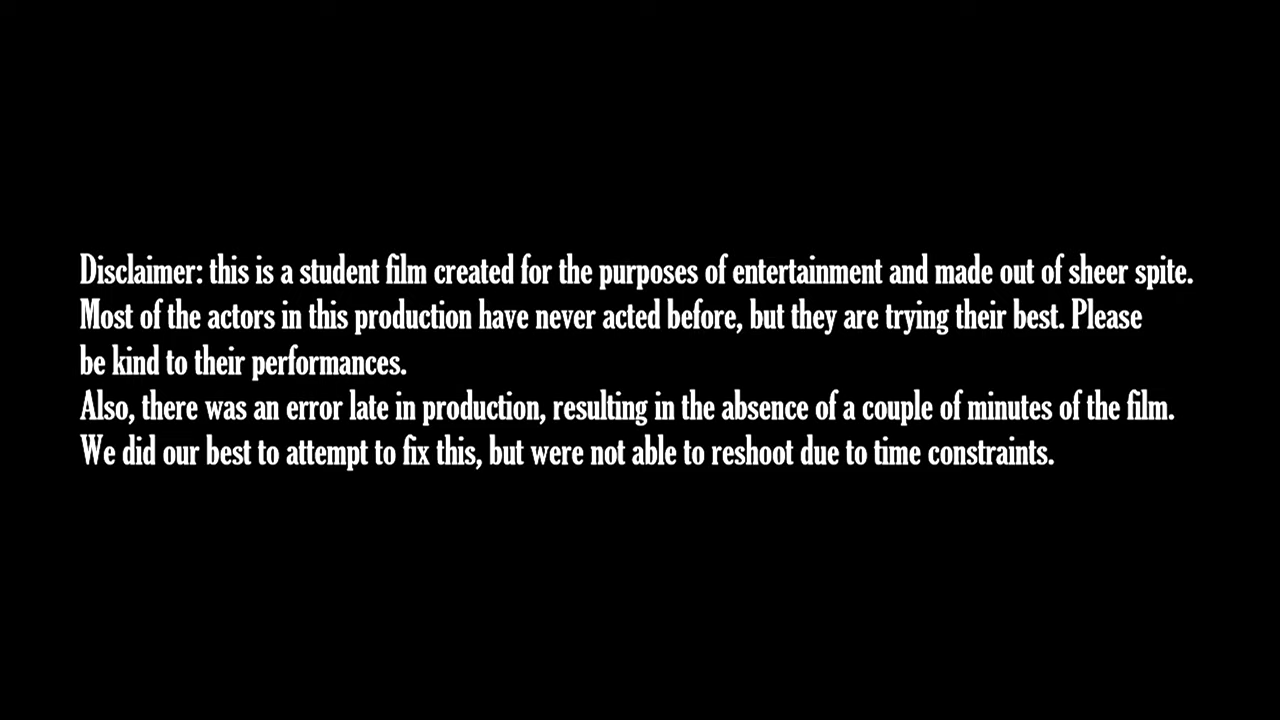 Disclaimer: this is a student film created for the purposes of entertainment and made out of sheer spite.
Most of the actors in this production have never acted before, but they are trying their best. Please
be kind to their performances.
Also, there was an error late in production, resulting in the absence of a couple of minutes of the film.
We did our best to attempt to fix this, but were not able to reshoot due to time constraints.